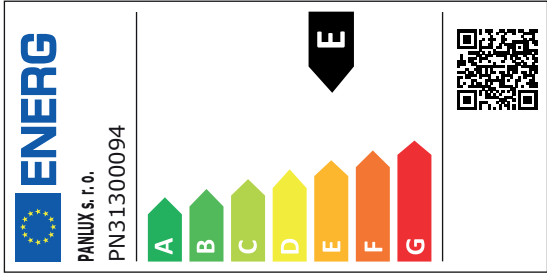 ENERG
PANLUX s. r. o.
PN31300094
A
B
C
D
E
F
G
E